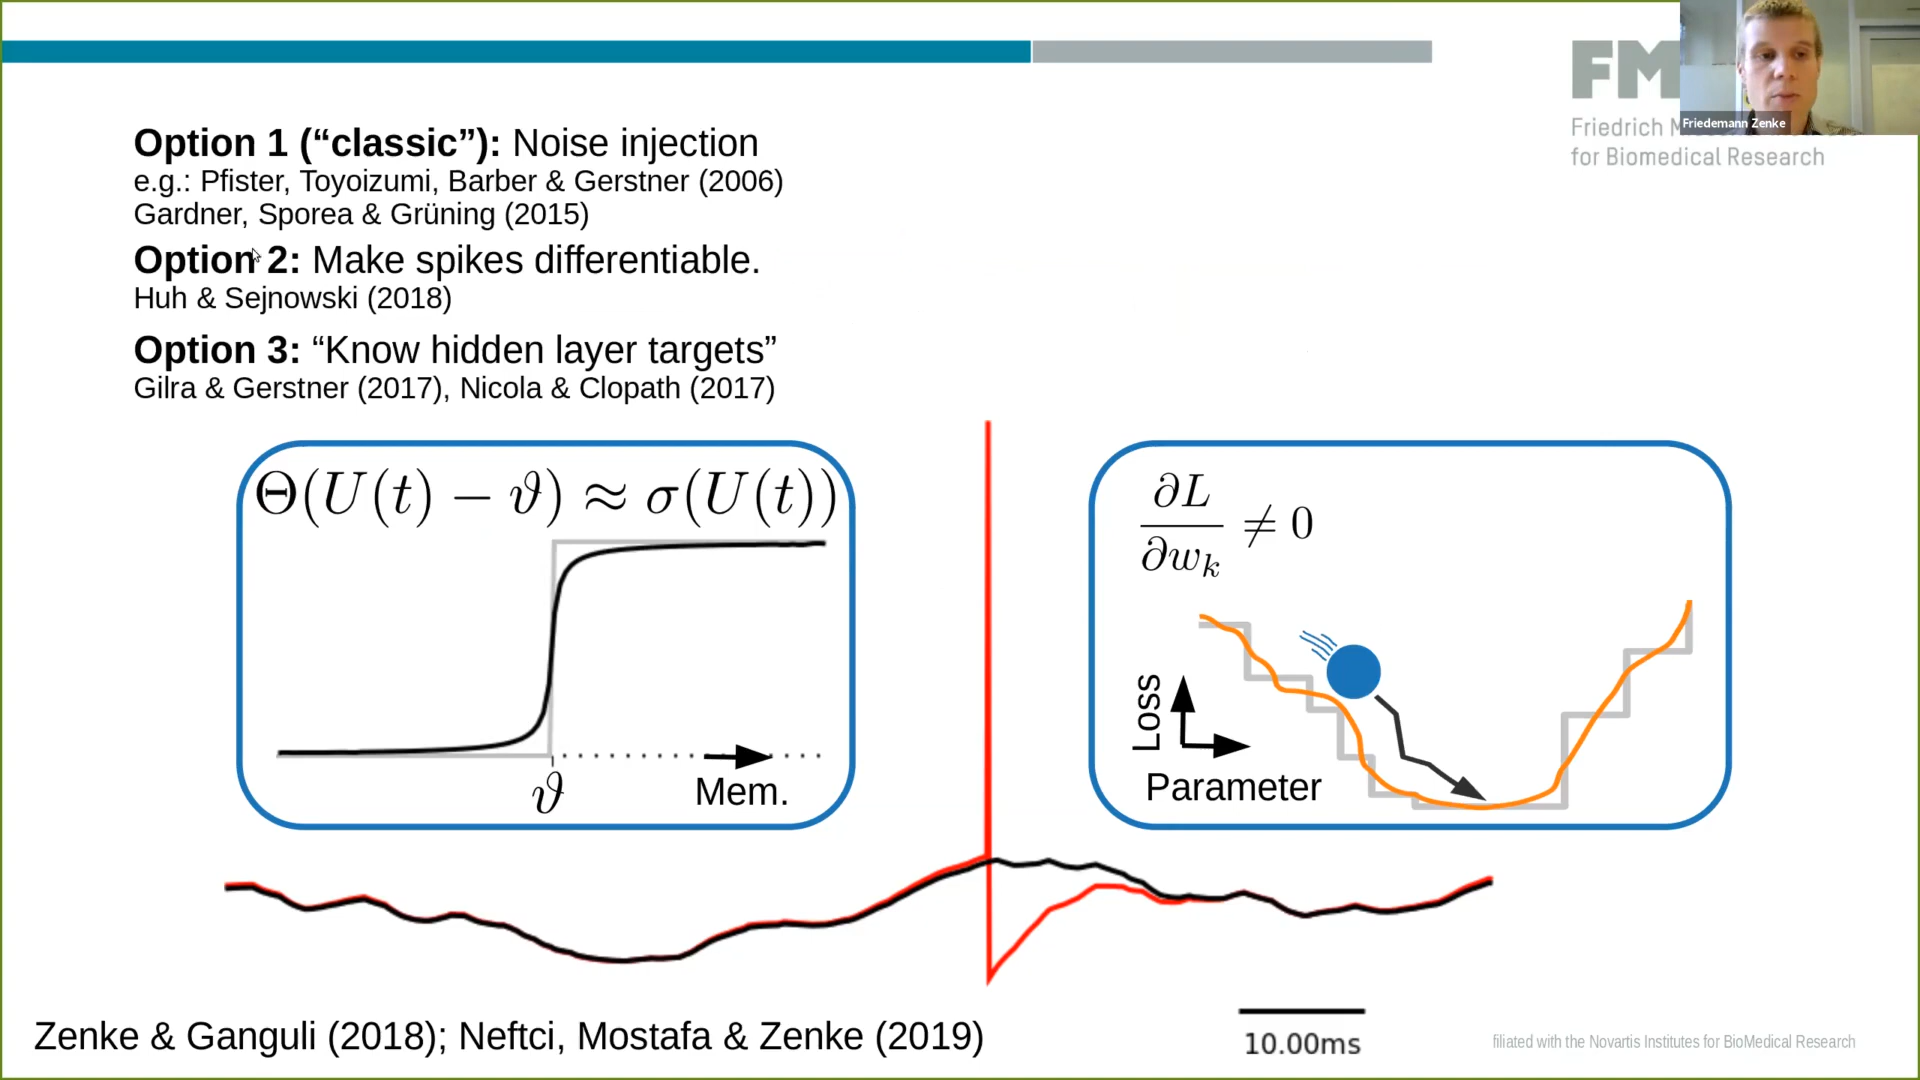 FM
Friedemann Zenke
Friedrich M
for Biomedical Research
Option 1 (“classic”): Noise injection
e.g.: Pfister, Toyoizumi, Barber & Gerstner (2006)
Gardner, Sporea & Grüning (2015)
Option 2: Make spikes differentiable.
Huh & Sejnowski (2018)
Option 3: “Know hidden layer targets”
Gilra & Gerstner (2017), Nicola & Clopath (2017)
Θ(U(t) − ϑ) ≈ σ(U(t))
ϑ
Mem.
∂L/∂w_k ≠ 0
Loss
Parameter
Zenke & Ganguli (2018); Neftci, Mostafa & Zenke (2019)
10.00ms
filiated with the Novartis Institutes for BioMedical Research